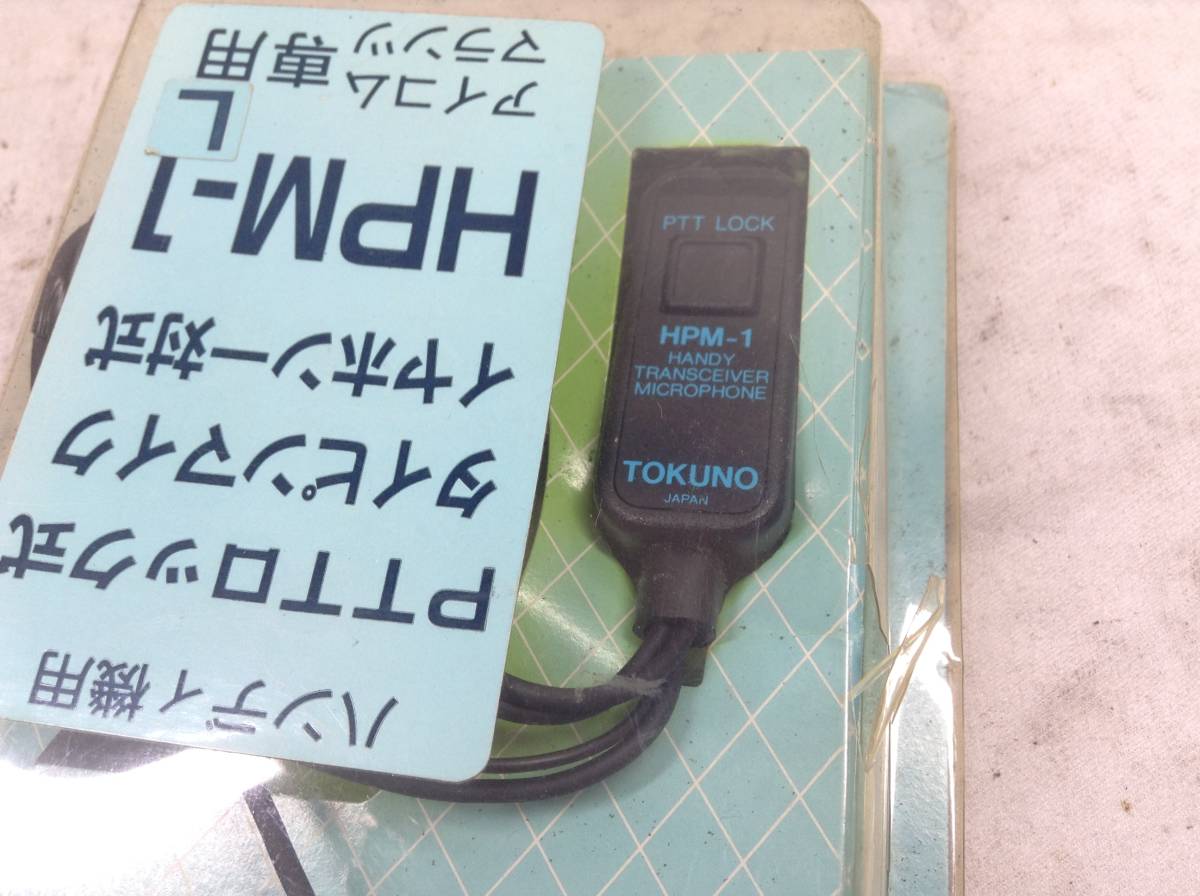 ハンディ機用
PTTロック式
タイピンマイク
イヤホン一対式
HPM-1
L
アイコム
マランツ
専用
PTT LOCK
HPM-1
HANDY
TRANSCEIVER
MICROPHONE
TOKUNO
JAPAN